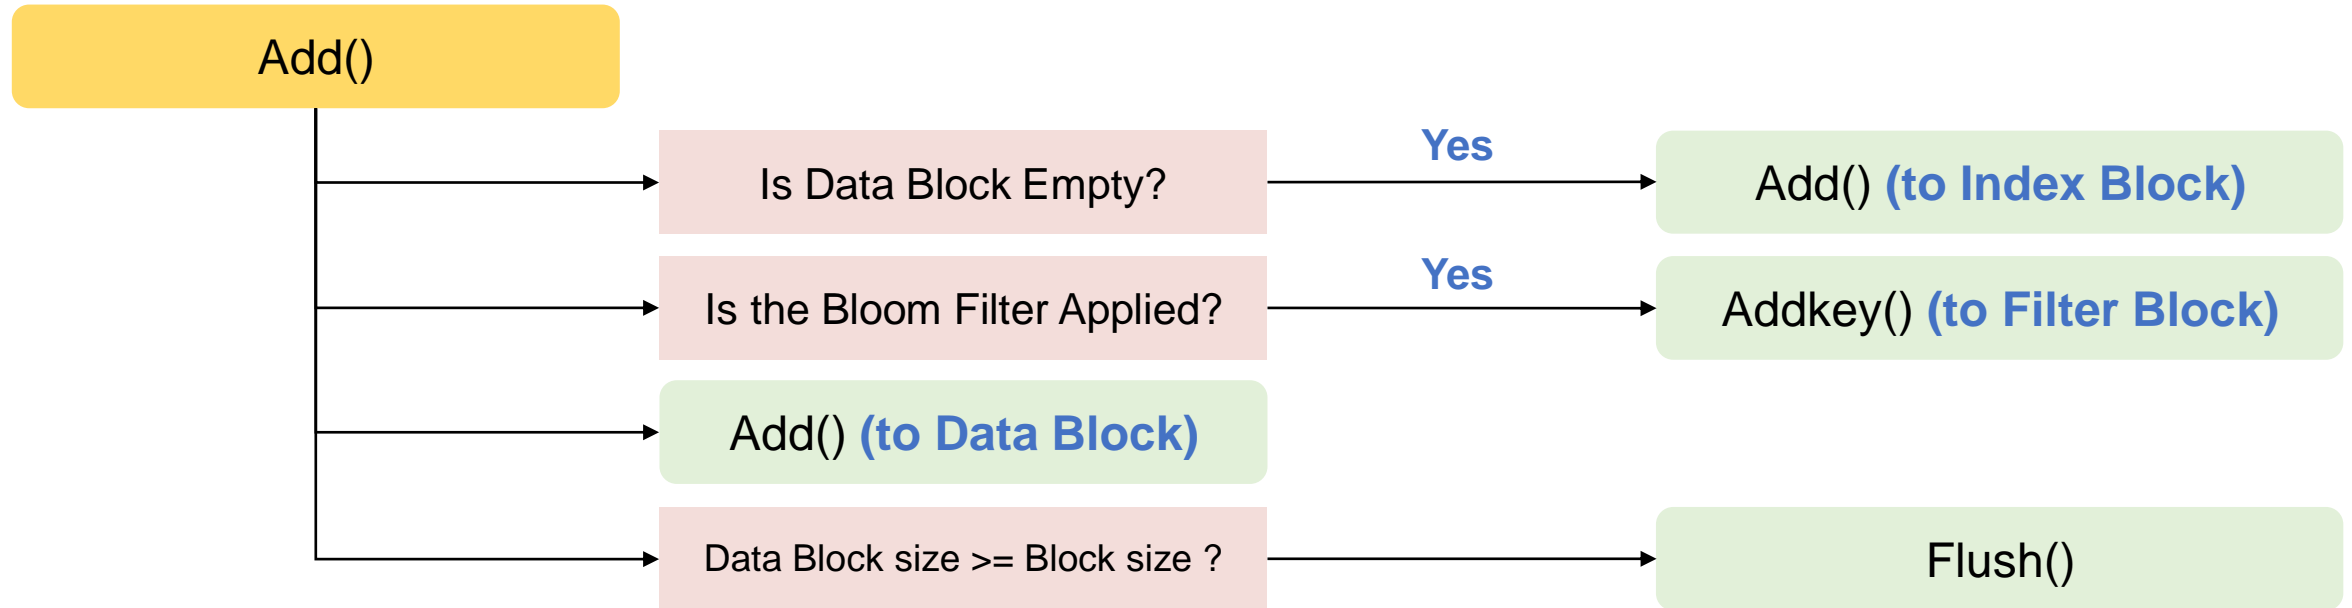 Add()
Is Data Block Empty?
Yes
Add() (to Index Block)
Is the Bloom Filter Applied?
Yes
Addkey() (to Filter Block)
Add() (to Data Block)
Data Block size >= Block size ?
Flush()